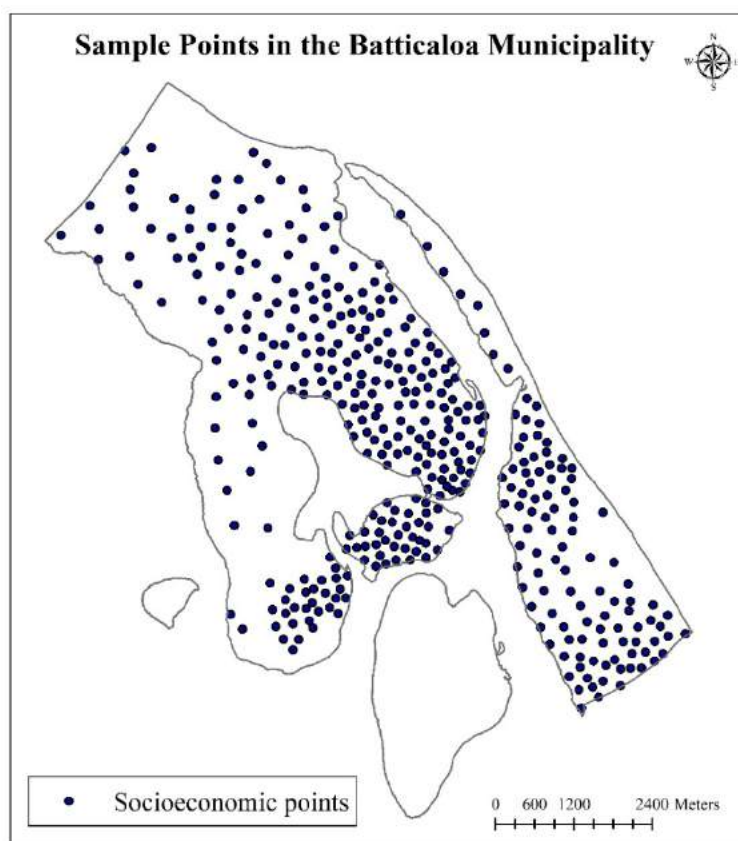 Sample Points in the Batticaloa Municipality
N
W
S
Socioeconomic points
0 600 1200 2400 Meters